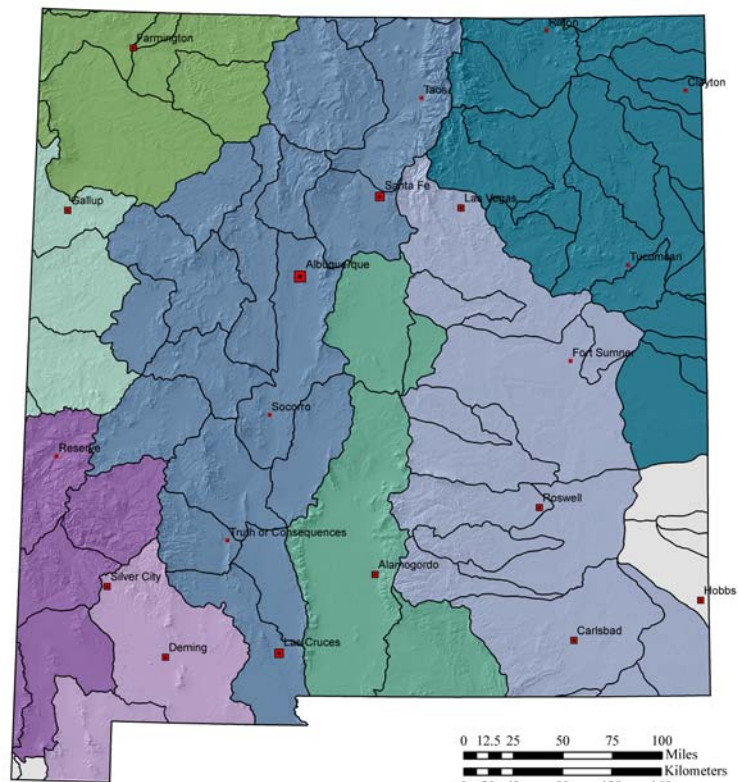 Raton
Farmington
Clayton
Taos
Santa Fe
Gallup
Las Vegas
Albuquerque
Tucumcari
Fort Sumner
Socorro
Reserve
Roswell
Truth or Consequences
Alamogordo
Silver City
Hobbs
Carlsbad
Las Cruces
Deming
0 12.5 25 50 75 100
Miles
Kilometers